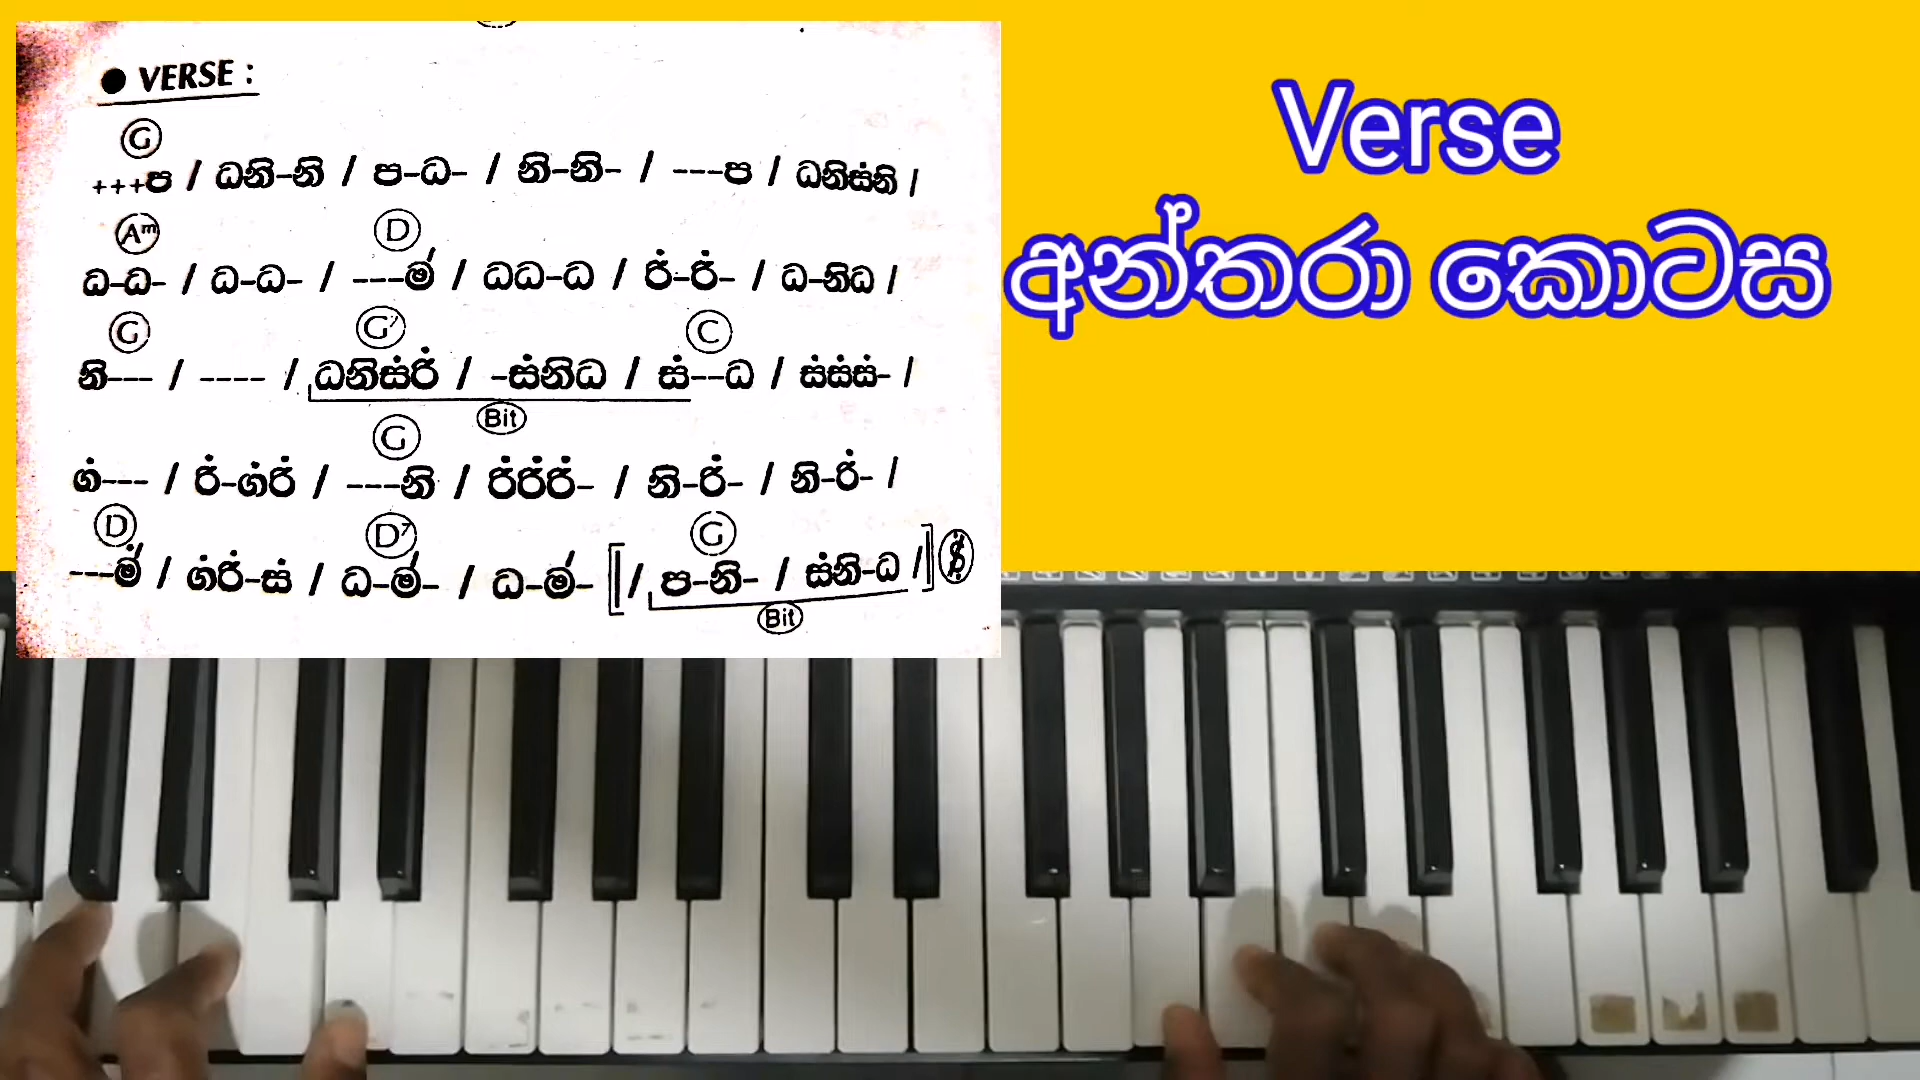 ● VERSE :
G
+++ප / ධනි–නි / ප–ධ– / නි–නි– / ---ප / ධනිස්නි /
Am D
ධ–ධ– / ධ–ධ– / ---ම́ / ධධ–ධ / රි̇–රි̇– / ධ–නිධ /
G G7 C
නි--- / ---- / ධනිස්̇රි̇ / –ස්̇නිධ / ස්̇--ධ / ස්̇ස්̇ස්̇– /
Bit
G
ග්̇--- / රි̇–ග්̇රි̇ / ---නි / රි̇රි̇රි̇– / නි–රි̇– / නි–රි̇– /
D D7 G
---ම́ / ග්̇රි̇–ස්̇ / ධ–ම́– / ධ–ම́– [| / ප–නි– / ස්̇නි–ධ /]
Bit
Verse
අන්තරා කොටස